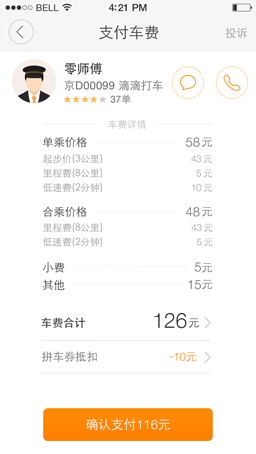 BELL 4:21 PM
支付车费 投诉
零师傅
京D00099 滴滴打车
37单
车费详情
单乘价格 58元
起步价(3公里) 43元
里程费(8公里) 5元
低速费(2分钟) 10元
合乘价格 48元
里程费(8公里) 43元
低速费(2分钟) 5元
小费 5元
其他 15元
车费合计 126元
拼车券抵扣 -10元
确认支付116元